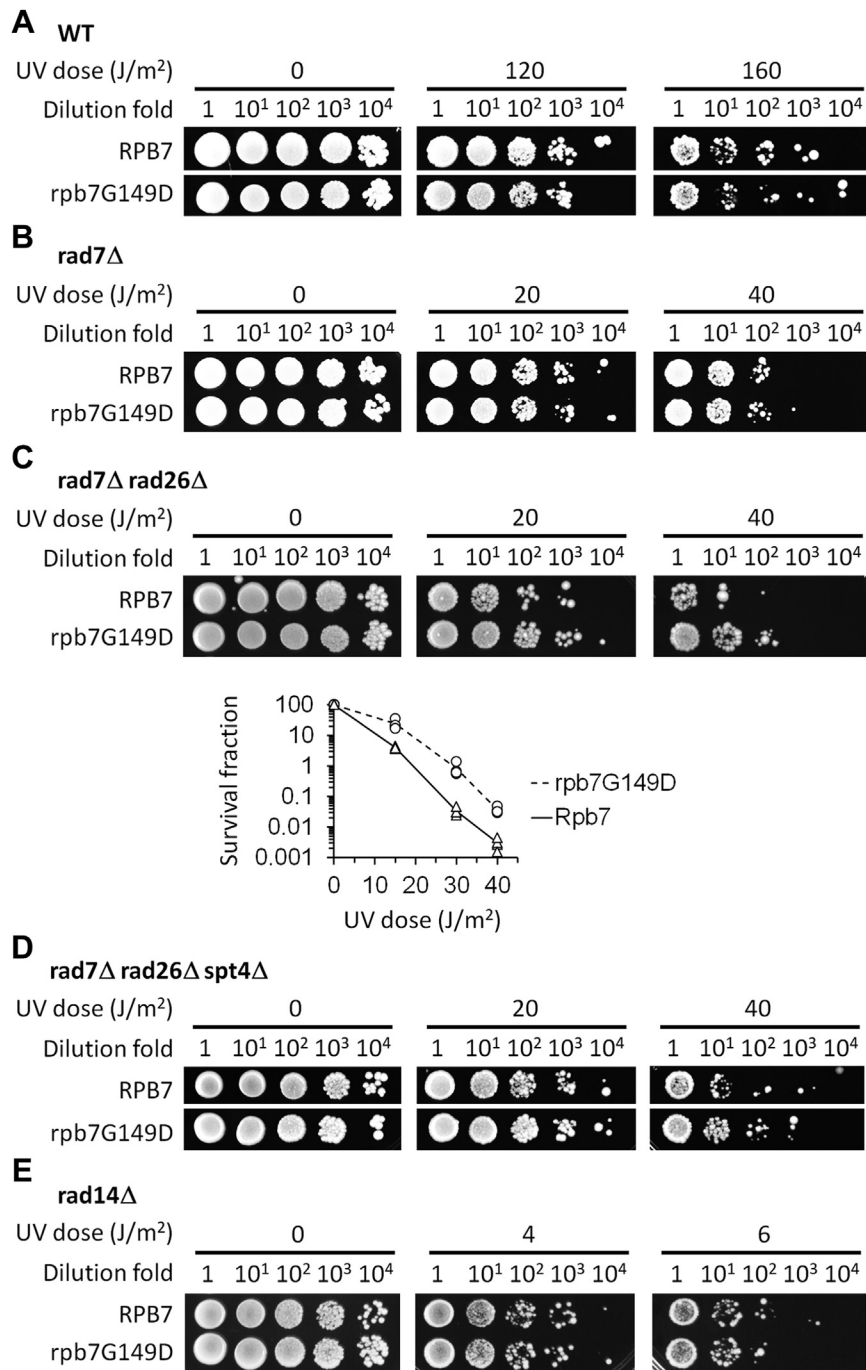 A WT
UV dose (J/m²) 0 120 160
Dilution fold 1 10¹ 10² 10³ 10⁴ 1 10¹ 10² 10³ 10⁴ 1 10¹ 10² 10³ 10⁴
RPB7
rpb7G149D
B rad7Δ
UV dose (J/m²) 0 20 40
Dilution fold 1 10¹ 10² 10³ 10⁴ 1 10¹ 10² 10³ 10⁴ 1 10¹ 10² 10³ 10⁴
RPB7
rpb7G149D
C rad7Δ rad26Δ
UV dose (J/m²) 0 20 40
Dilution fold 1 10¹ 10² 10³ 10⁴ 1 10¹ 10² 10³ 10⁴ 1 10¹ 10² 10³ 10⁴
RPB7
rpb7G149D
Survival fraction
100
10
1
0.1
0.01
0.001
0 10 20 30 40
UV dose (J/m²)
rpb7G149D
Rpb7
D rad7Δ rad26Δ spt4Δ
UV dose (J/m²) 0 20 40
Dilution fold 1 10¹ 10² 10³ 10⁴ 1 10¹ 10² 10³ 10⁴ 1 10¹ 10² 10³ 10⁴
RPB7
rpb7G149D
E rad14Δ
UV dose (J/m²) 0 4 6
Dilution fold 1 10¹ 10² 10³ 10⁴ 1 10¹ 10² 10³ 10⁴ 1 10¹ 10² 10³ 10⁴
RPB7
rpb7G149D